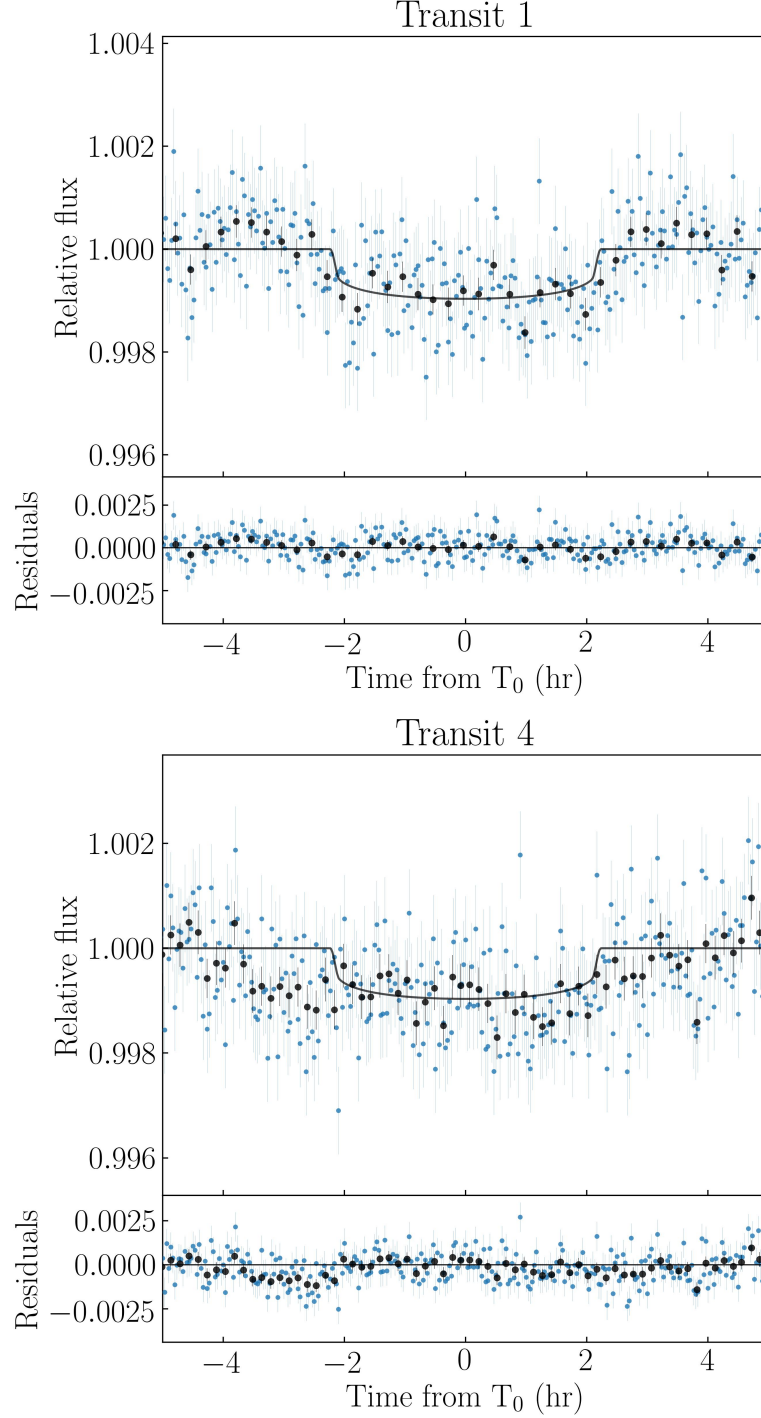 Transit 1
1.004
1.002
1.000
0.998
0.996
Relative flux
0.0025
0.0000
−0.0025
Residuals
−4 −2 0 2 4
Time from T₀ (hr)
Transit 4
1.002
1.000
0.998
0.996
Relative flux
0.0025
0.0000
−0.0025
Residuals
−4 −2 0 2 4
Time from T₀ (hr)